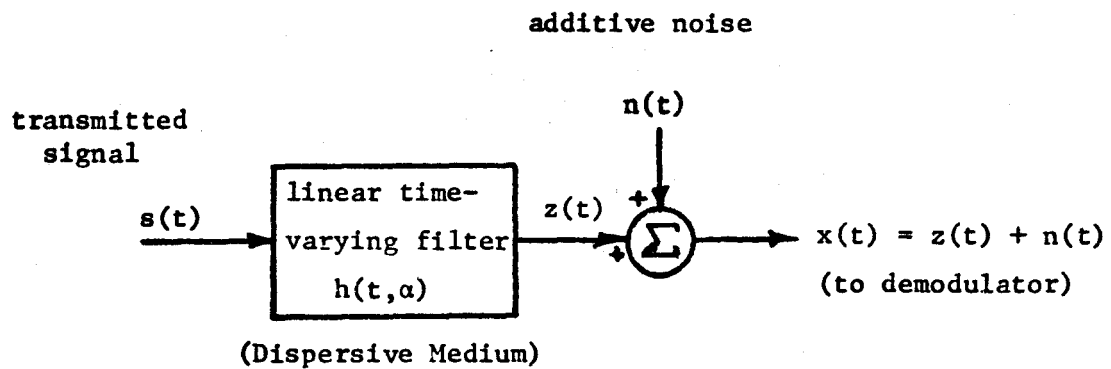 additive noise
n(t)
transmitted
signal
s(t)
linear time-
varying filter
h(t,α)
z(t)
+
+
Σ
x(t) = z(t) + n(t)
(to demodulator)
(Dispersive Medium)